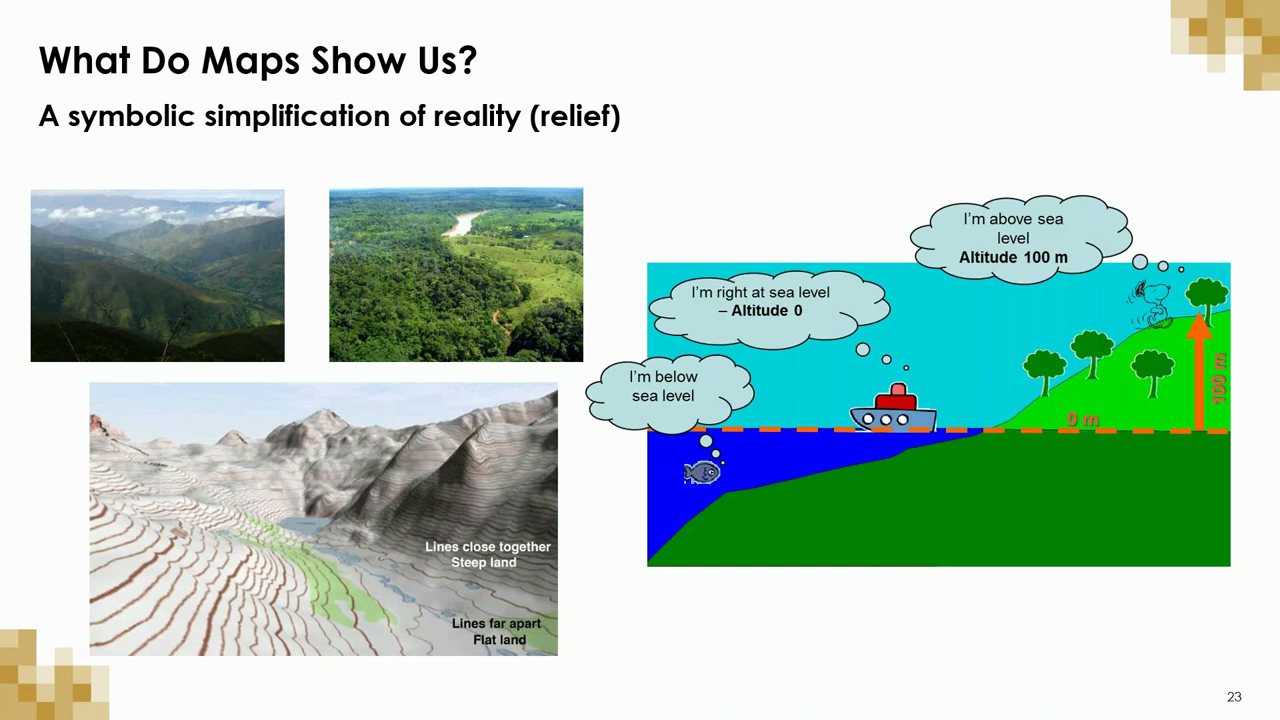 What Do Maps Show Us?
A symbolic simplification of reality (relief)
I'm above sea
level
Altitude 100 m
I'm right at sea level
– Altitude 0
I'm below
sea level
0 m
100 m
Lines close together
Steep land
Lines far apart
Flat land
23